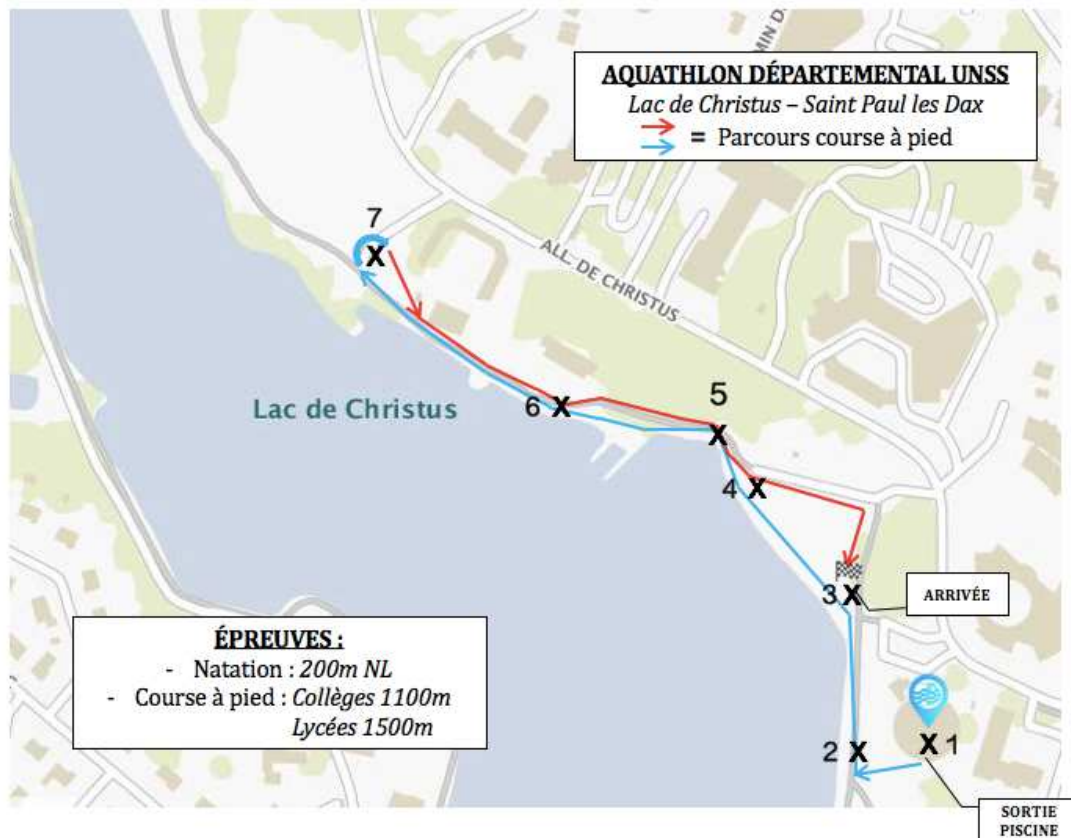 AQUATHLON DÉPARTEMENTAL UNSS
Lac de Christus – Saint Paul les Dax
= Parcours course à pied
MIN D
7
ALL. DE CHRISTUS
Lac de Christus
6
5
4
3
ARRIVÉE
ÉPREUVES :
- Natation : 200m NL
- Course à pied : Collèges 1100m
Lycées 1500m
2
1
SORTIE
PISCINE